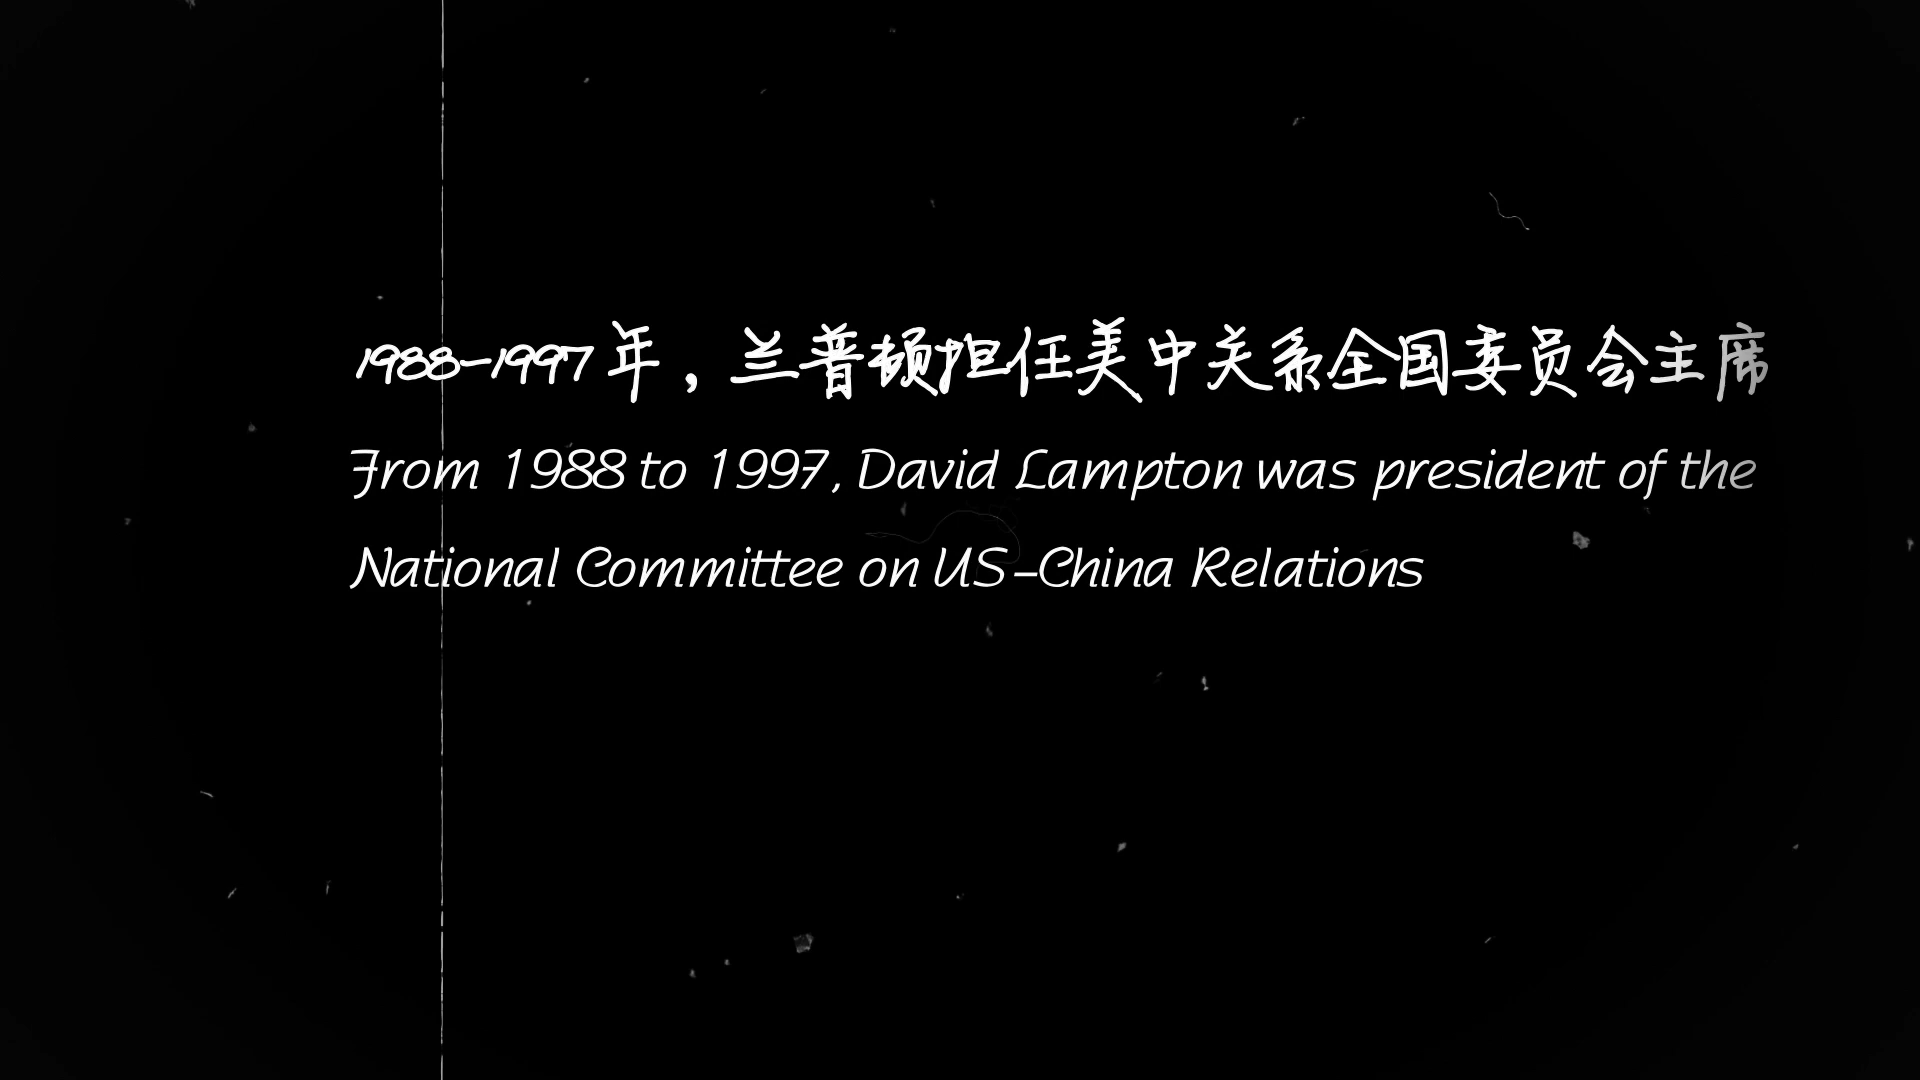 1988-1997年，兰普顿担任美中关系全国委员会主席
From 1988 to 1997, David Lampton was president of the
National Committee on US-China Relations